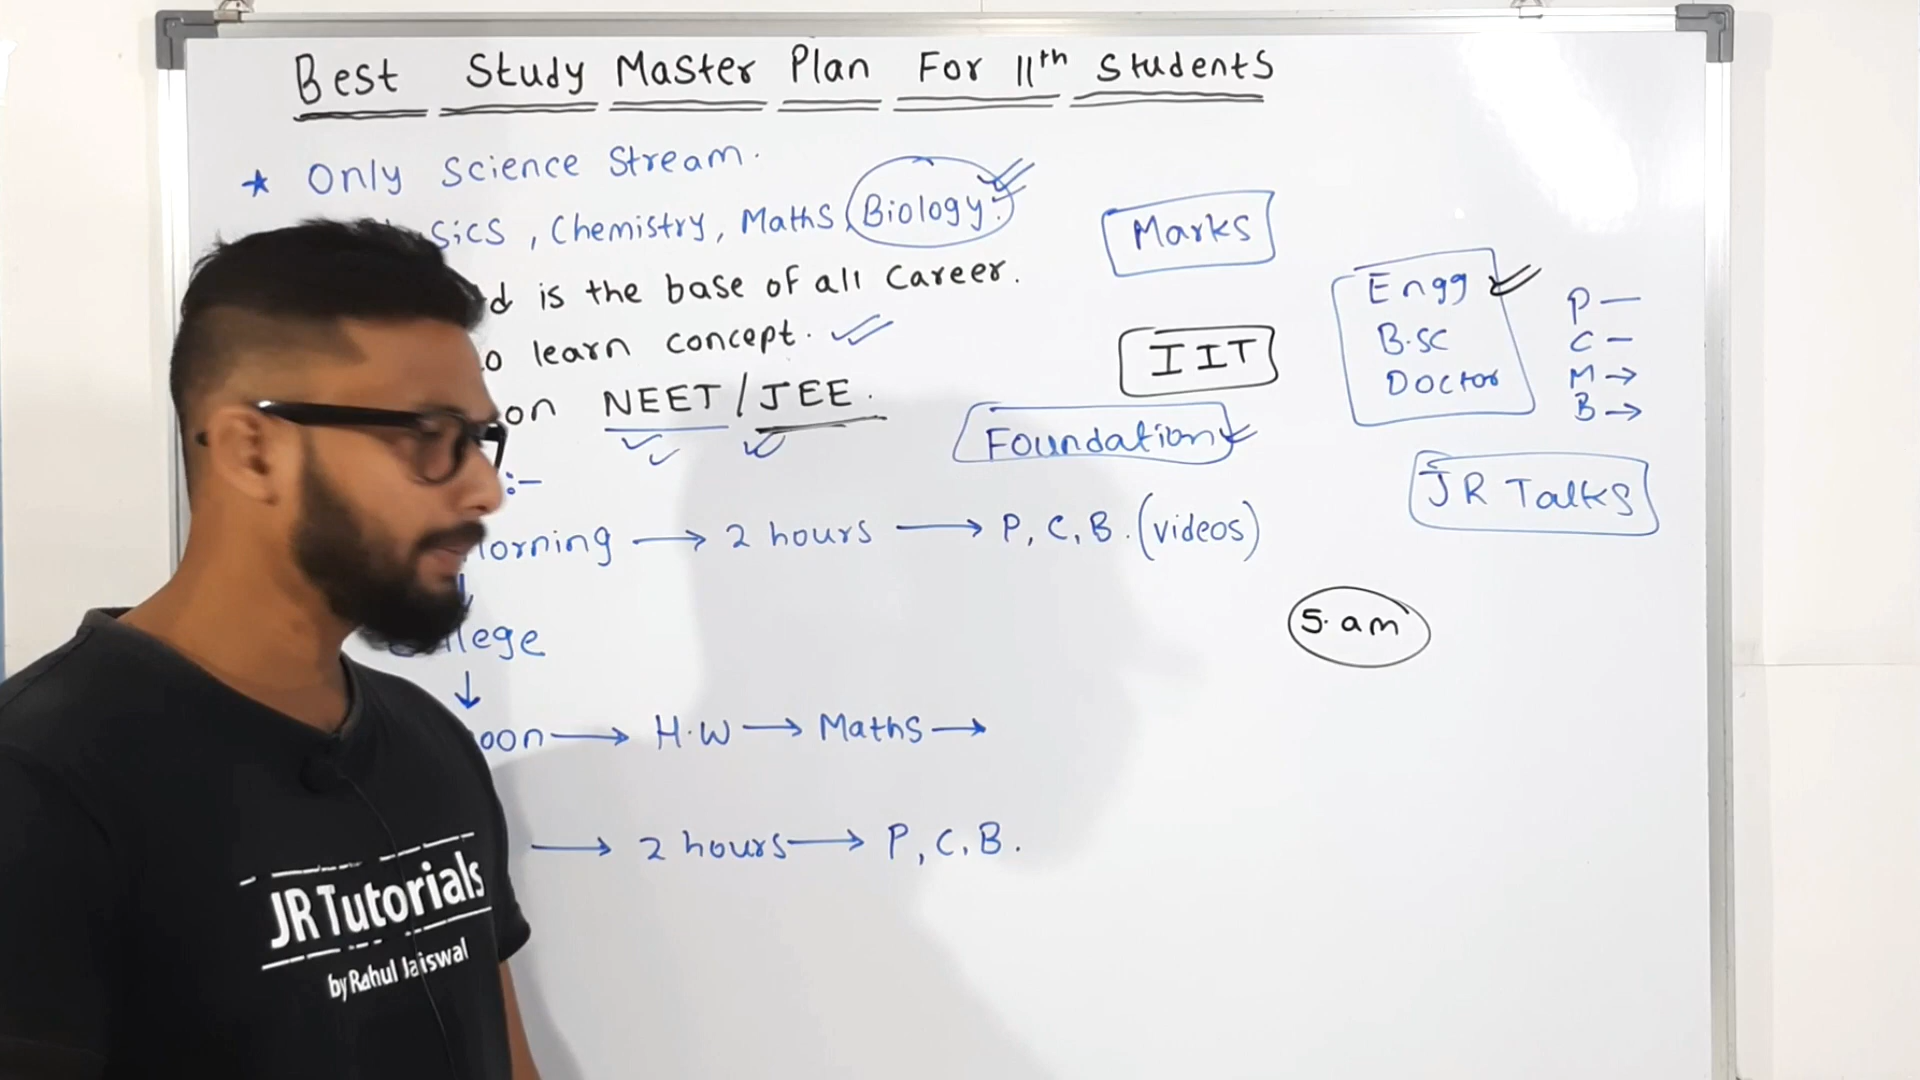 Best Study Master Plan For 11th Students
★ Only Science Stream.
sics, Chemistry, Maths, Biology.
d is the base of all Career.
o learn concept.
on NEET / JEE.
:-
orning → 2 hours → P, C, B. (videos)
llege
oon → H.W → Maths →
→ 2 hours → P, C, B.
Marks
IIT
Foundation
Engg
B.SC
Doctor
P —
C —
M →
B →
JR Talks
5. am
JR Tutorials
by Rahul Jaiswal